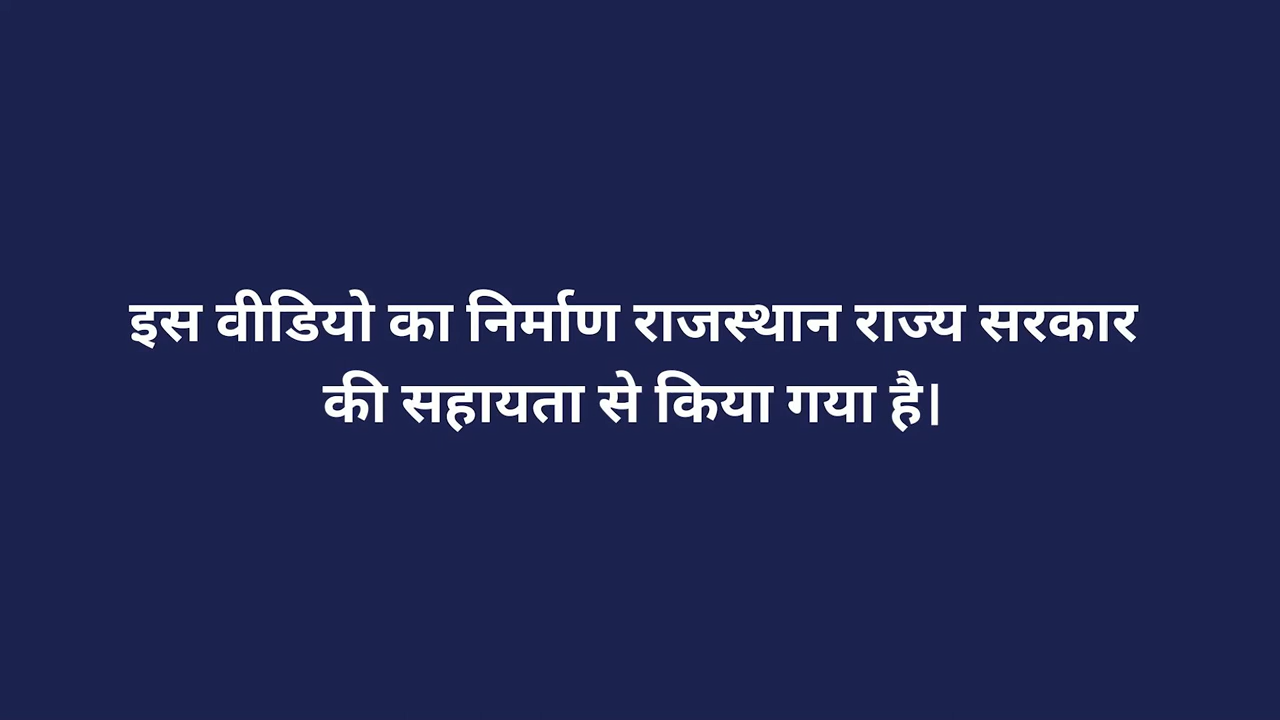 इस वीडियो का निर्माण राजस्थान राज्य सरकार
की सहायता से किया गया है।